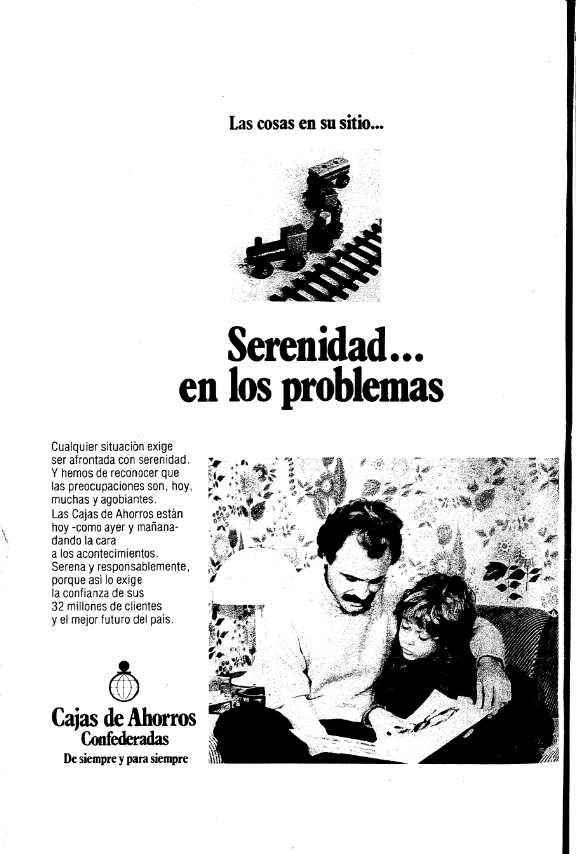 Las cosas en su sitio...
Serenidad...
en los problemas
Cualquier situación exige
ser afrontada con serenidad.
Y hemos de reconocer que
las preocupaciones son, hoy,
muchas y agobiantes.
Las Cajas de Ahorros están
hoy -como ayer y mañana-
dando la cara
a los acontecimientos.
Serena y responsablemente,
porque asi lo exige
la confianza de sus
32 millones de clientes
y el mejor futuro del pais.
Cajas de Ahorros
Confederadas
De siempre y para siempre